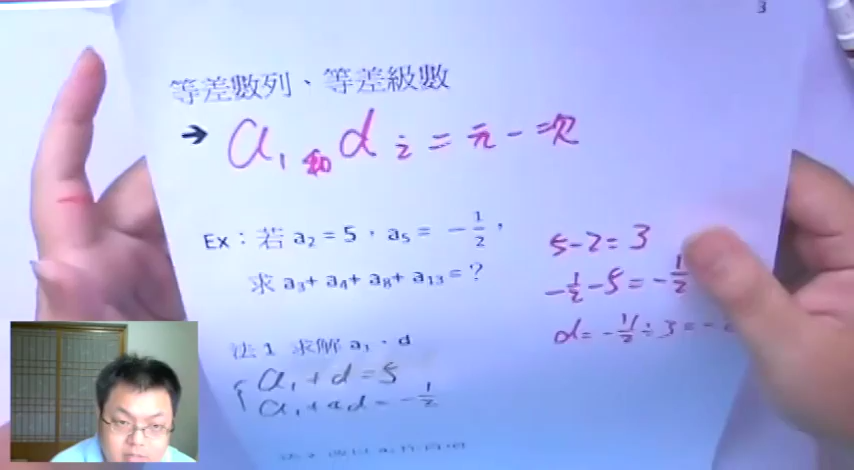 3
等差數列、等差級數
→ a₁ 和 d 之 = 元 - 次
Ex：若 a₂ = 5，a₅ = -1/2，
求 a₃ + a₄ + a₈ + a₁₃ = ?
法 1 求解 a₁、d
a₁ + d = 5
a₁ + 4d = -1/2
5 - 2 = 3
-1/2 - 5 = -11/2
d = -11/2 ÷ 3 = -